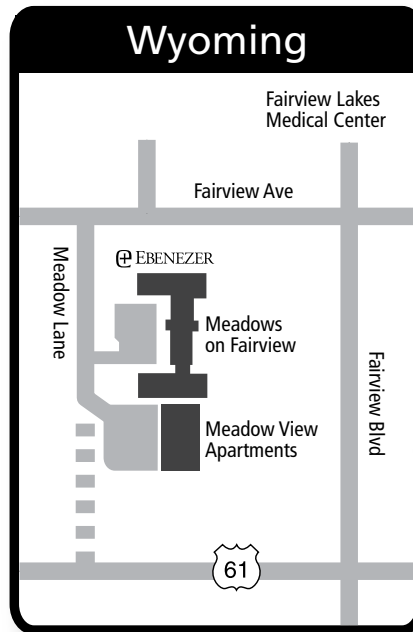 Wyoming
Fairview Lakes
Medical Center
Fairview Ave
Meadow Lane
EBENEZER
Meadows
on Fairview
Fairview Blvd
Meadow View
Apartments
61